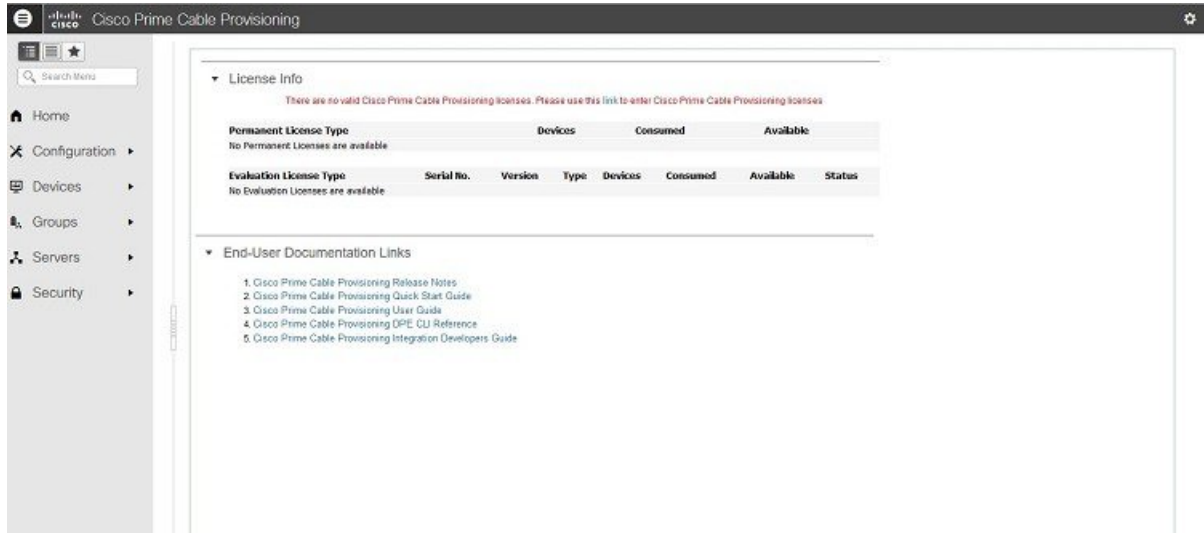 cisco Cisco Prime Cable Provisioning
Search Menu
Home
Configuration
Devices
Groups
Servers
Security
License Info
There are no valid Cisco Prime Cable Provisioning licenses. Please use this link to enter Cisco Prime Cable Provisioning licenses
Permanent License Type Devices Consumed Available
No Permanent Licenses are available
Evaluation License Type Serial No. Version Type Devices Consumed Available Status
No Evaluation Licenses are available
End-User Documentation Links
1. Cisco Prime Cable Provisioning Release Notes
2. Cisco Prime Cable Provisioning Quick Start Guide
3. Cisco Prime Cable Provisioning User Guide
4. Cisco Prime Cable Provisioning DPE CLI Reference
5. Cisco Prime Cable Provisioning Integration Developers Guide